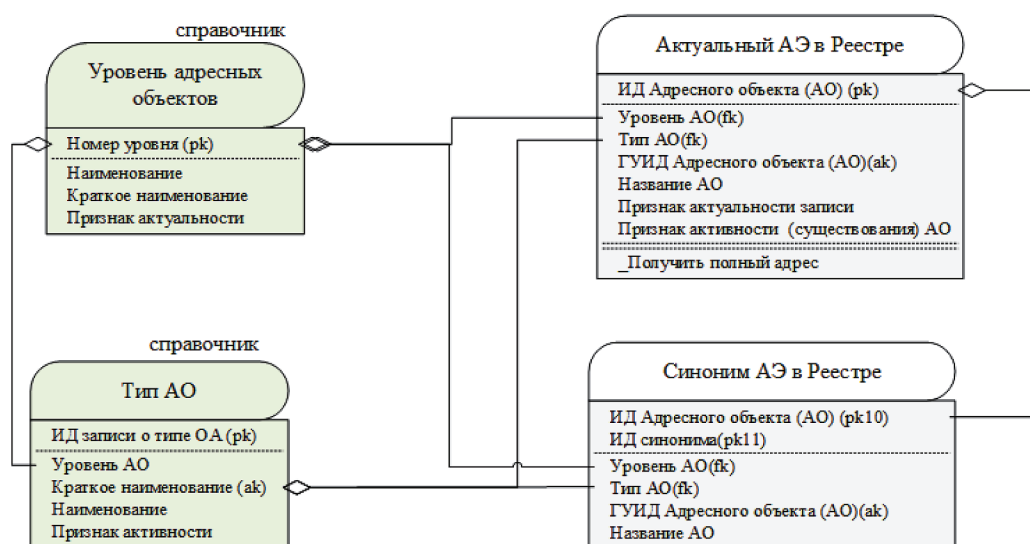 справочник
Уровень адресных
объектов
Номер уровня (pk)
Наименование
Краткое наименование
Признак актуальности
Актуальный АЭ в Реестре
ИД Адресного объекта (АО) (pk)
Уровень АО(fk)
Тип АО(fk)
ГУИД Адресного объекта (АО)(ak)
Название АО
Признак актуальности записи
Признак активности (существования) АО
_Получить полный адрес
справочник
Тип АО
ИД записи о типе ОА (pk)
Уровень АО
Краткое наименование (ak)
Наименование
Признак активности
Синоним АЭ в Реестре
ИД Адресного объекта (АО) (pk10)
ИД синонима(pk11)
Уровень АО(fk)
Тип АО(fk)
ГУИД Адресного объекта (АО)(ak)
Название АО